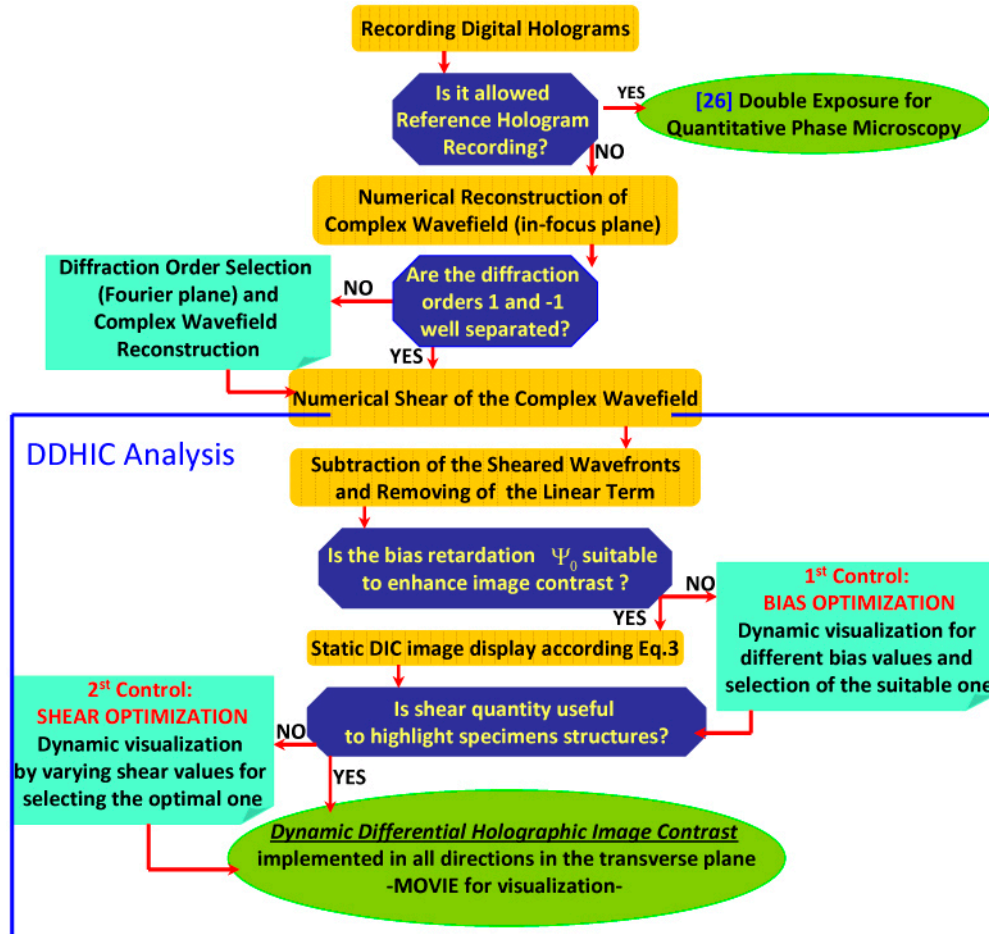 Recording Digital Holograms
Is it allowed
Reference Hologram
Recording?
YES
[26] Double Exposure for
Quantitative Phase Microscopy
NO
Numerical Reconstruction of
Complex Wavefield (in-focus plane)
Diffraction Order Selection
(Fourier plane) and
Complex Wavefield
Reconstruction
NO
Are the diffraction
orders 1 and -1
well separated?
YES
Numerical Shear of the Complex Wavefield
DDHIC Analysis
Subtraction of the Sheared Wavefronts
and Removing of the Linear Term
Is the bias retardation Ψ₀ suitable
to enhance image contrast ?
NO
YES
1st Control:
BIAS OPTIMIZATION
Dynamic visualization for
different bias values and
selection of the suitable one
Static DIC image display according Eq.3
2st Control:
SHEAR OPTIMIZATION
Dynamic visualization
by varying shear values for
selecting the optimal one
NO
Is shear quantity useful
to highlight specimens structures?
YES
Dynamic Differential Holographic Image Contrast
implemented in all directions in the transverse plane
-MOVIE for visualization-